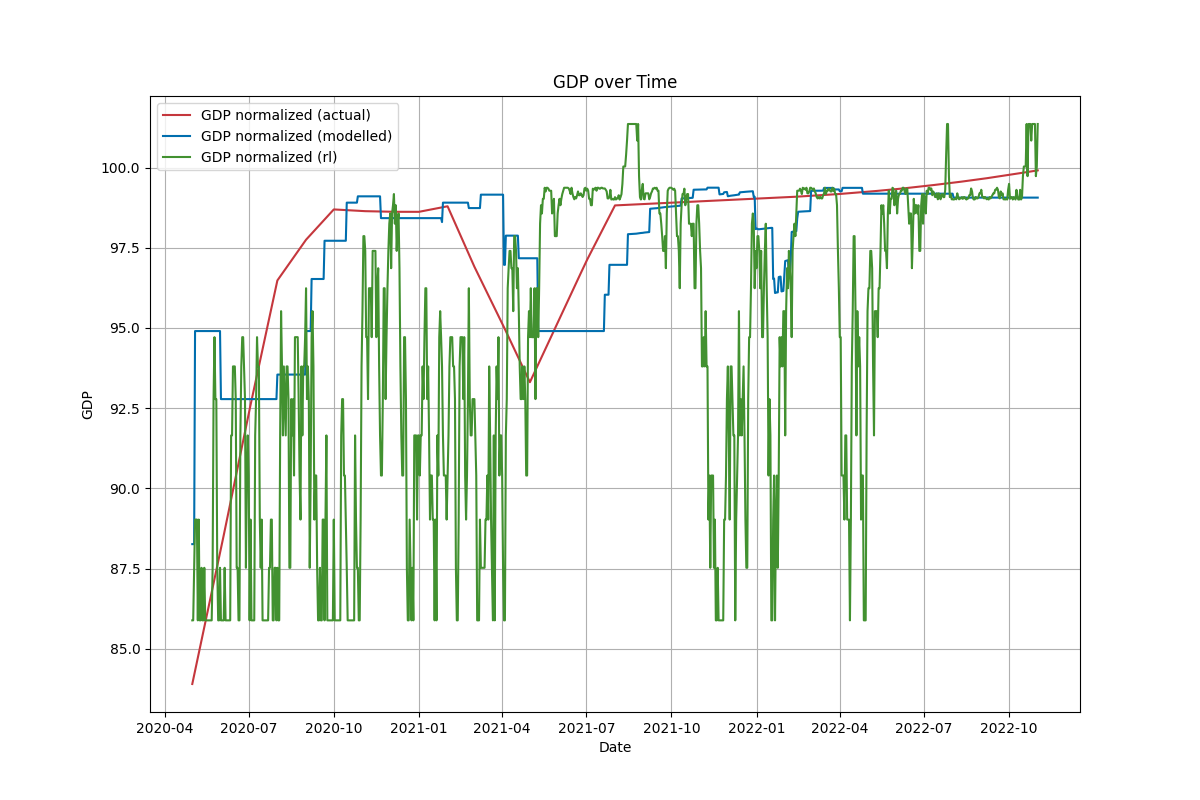 GDP over Time
GDP normalized (actual)
GDP normalized (modelled)
GDP normalized (rl)
100.0
97.5
95.0
92.5
90.0
87.5
85.0
GDP
2020-04 2020-07 2020-10 2021-01 2021-04 2021-07 2021-10 2022-01 2022-04 2022-07 2022-10
Date